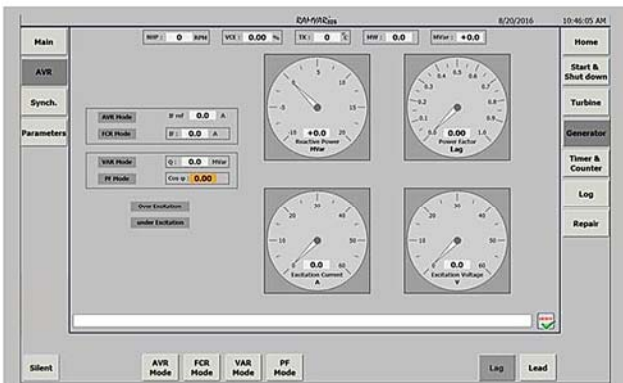 RAHYAB 8/20/2016 10:46:05 AM
NHP : 0 RPM VCE : 0.00 % TX : 0 °c MW : 0.0 MVar : +0.0
Main Home
AVR Start & Shut down
Synch. Turbine
Parameters Generator
Timer & Counter
Log
Repair
AVR Mode If ref 0.0 A
FCR Mode If : 0.0 A
VAR Mode Q : 0.0 MVar
PF Mode Cos φ : 0.00
Over Excitation
under Excitation
-10 -5 0 5 10 15 20
+0.0
Reactive Power
MVar
0.0 0.1 0.2 0.3 0.4 0.5 0.6 0.7 0.8 0.9 1.0
0.00
Power Factor
Lag
0 10 20 30 40 50 60
0.0
Excitation Current
A
0 10 20 30 40 50 60
0.0
Excitation Voltage
V
Silent AVR Mode FCR Mode VAR Mode PF Mode Lag Lead